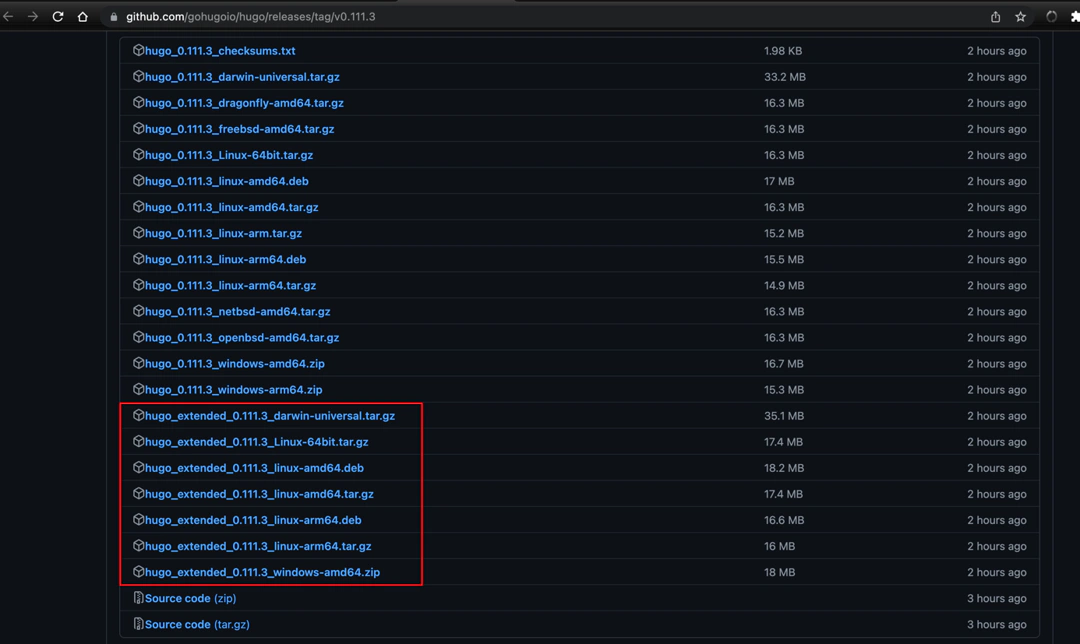 github.com/gohugoio/hugo/releases/tag/v0.111.3
hugo_0.111.3_checksums.txt 1.98 KB 2 hours ago
hugo_0.111.3_darwin-universal.tar.gz 33.2 MB 2 hours ago
hugo_0.111.3_dragonfly-amd64.tar.gz 16.3 MB 2 hours ago
hugo_0.111.3_freebsd-amd64.tar.gz 16.3 MB 2 hours ago
hugo_0.111.3_Linux-64bit.tar.gz 16.3 MB 2 hours ago
hugo_0.111.3_linux-amd64.deb 17 MB 2 hours ago
hugo_0.111.3_linux-amd64.tar.gz 16.3 MB 2 hours ago
hugo_0.111.3_linux-arm.tar.gz 15.2 MB 2 hours ago
hugo_0.111.3_linux-arm64.deb 15.5 MB 2 hours ago
hugo_0.111.3_linux-arm64.tar.gz 14.9 MB 2 hours ago
hugo_0.111.3_netbsd-amd64.tar.gz 16.3 MB 2 hours ago
hugo_0.111.3_openbsd-amd64.tar.gz 16.3 MB 2 hours ago
hugo_0.111.3_windows-amd64.zip 16.7 MB 2 hours ago
hugo_0.111.3_windows-arm64.zip 15.3 MB 2 hours ago
hugo_extended_0.111.3_darwin-universal.tar.gz 35.1 MB 2 hours ago
hugo_extended_0.111.3_Linux-64bit.tar.gz 17.4 MB 2 hours ago
hugo_extended_0.111.3_linux-amd64.deb 18.2 MB 2 hours ago
hugo_extended_0.111.3_linux-amd64.tar.gz 17.4 MB 2 hours ago
hugo_extended_0.111.3_linux-arm64.deb 16.6 MB 2 hours ago
hugo_extended_0.111.3_linux-arm64.tar.gz 16 MB 2 hours ago
hugo_extended_0.111.3_windows-amd64.zip 18 MB 2 hours ago
Source code (zip) 3 hours ago
Source code (tar.gz) 3 hours ago